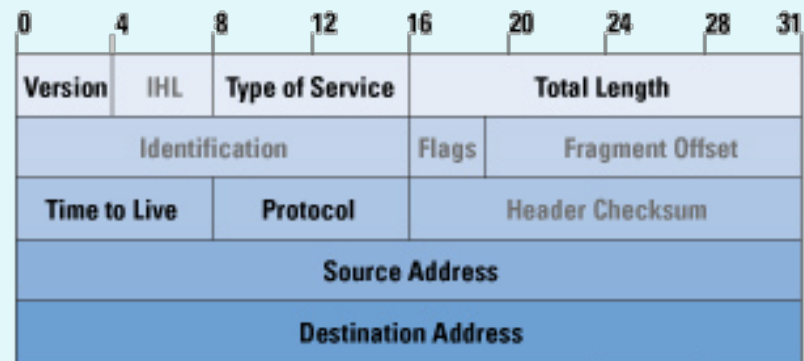 0 4 8 12 16 20 24 28 31
Version IHL Type of Service Total Length
Identification Flags Fragment Offset
Time to Live Protocol Header Checksum
Source Address
Destination Address